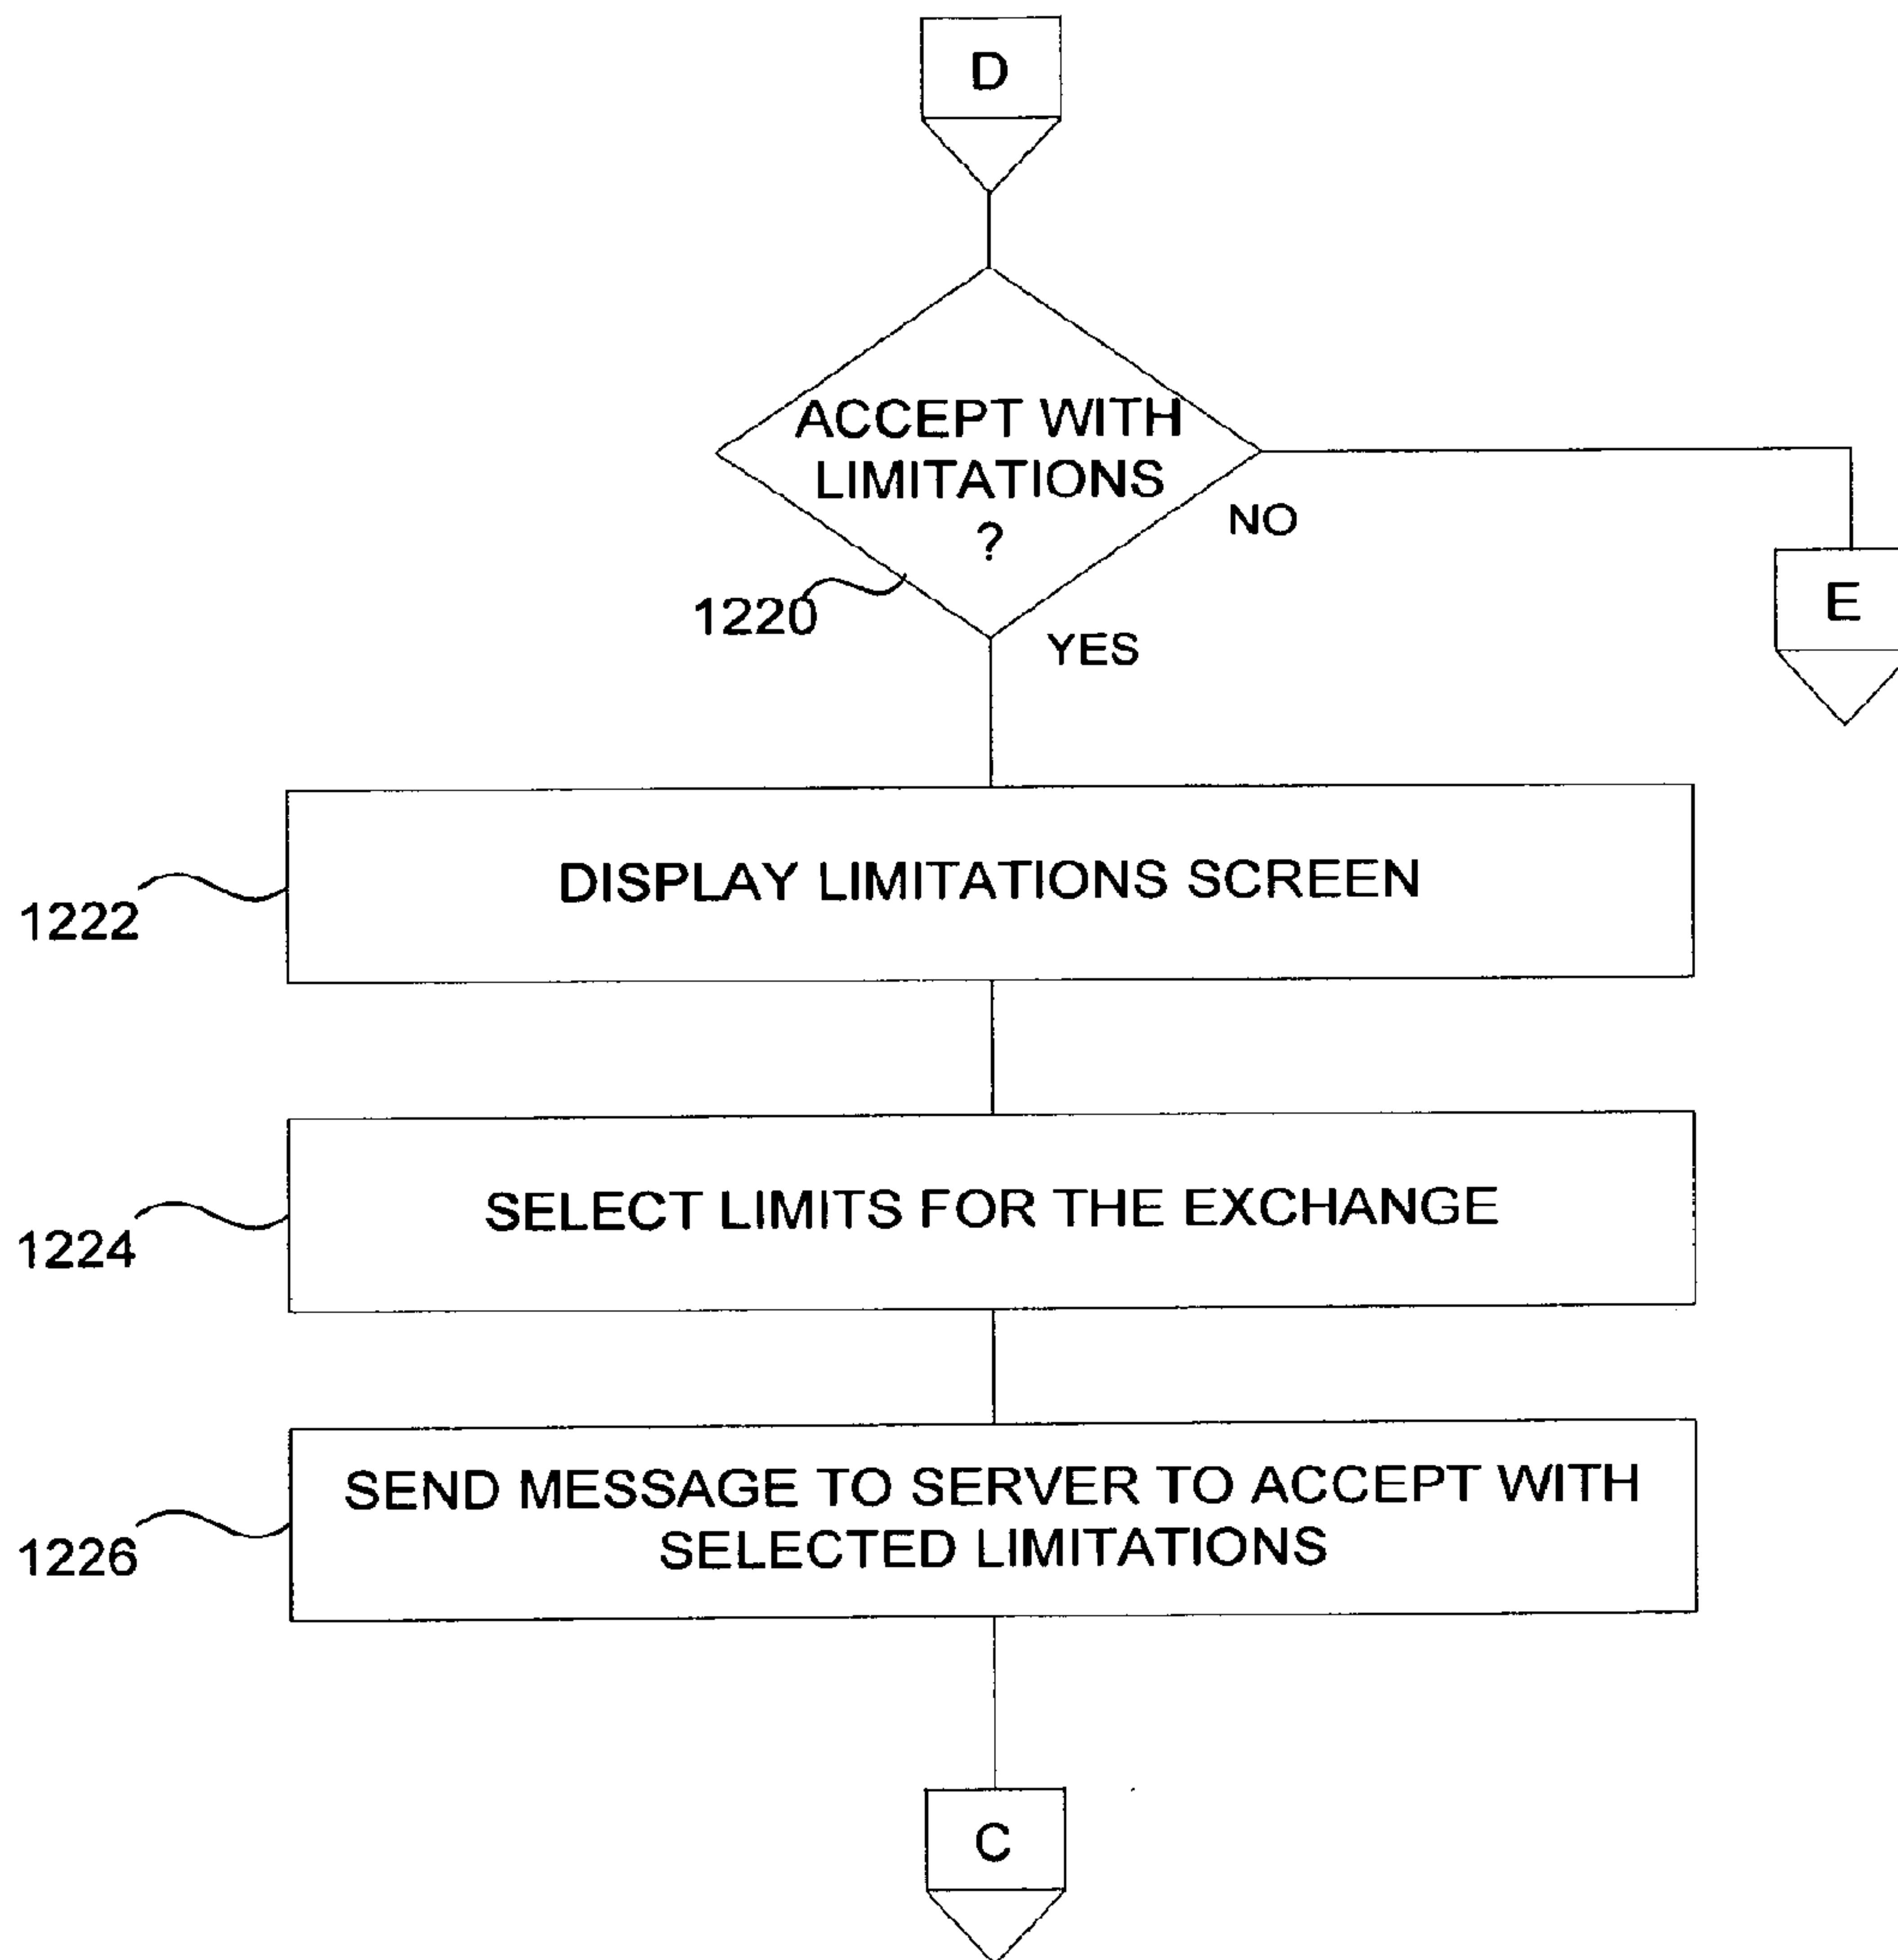 D
ACCEPT WITH
LIMITATIONS
?
NO
1220
YES
E
DISPLAY LIMITATIONS SCREEN
1222
SELECT LIMITS FOR THE EXCHANGE
1224
SEND MESSAGE TO SERVER TO ACCEPT WITH
SELECTED LIMITATIONS
1226
C